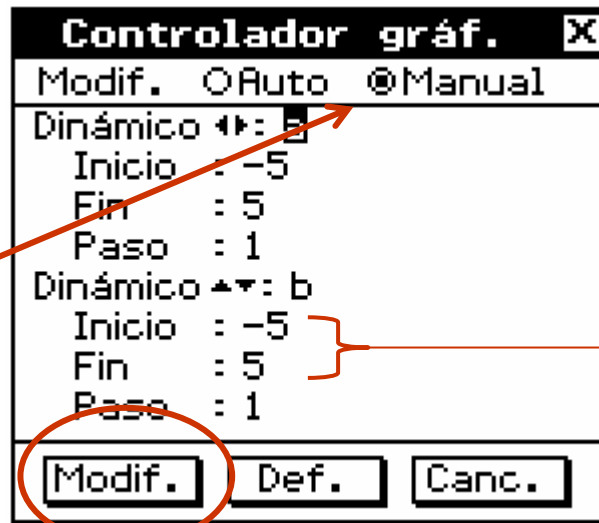 Controlador gráf. X
Modif. Auto Manual
Dinámico ◂▸: a
Inicio : -5
Fin : 5
Paso : 1
Dinámico ▴▾: b
Inicio : -5
Fin : 5
Paso : 1
Modif. Def. Canc.